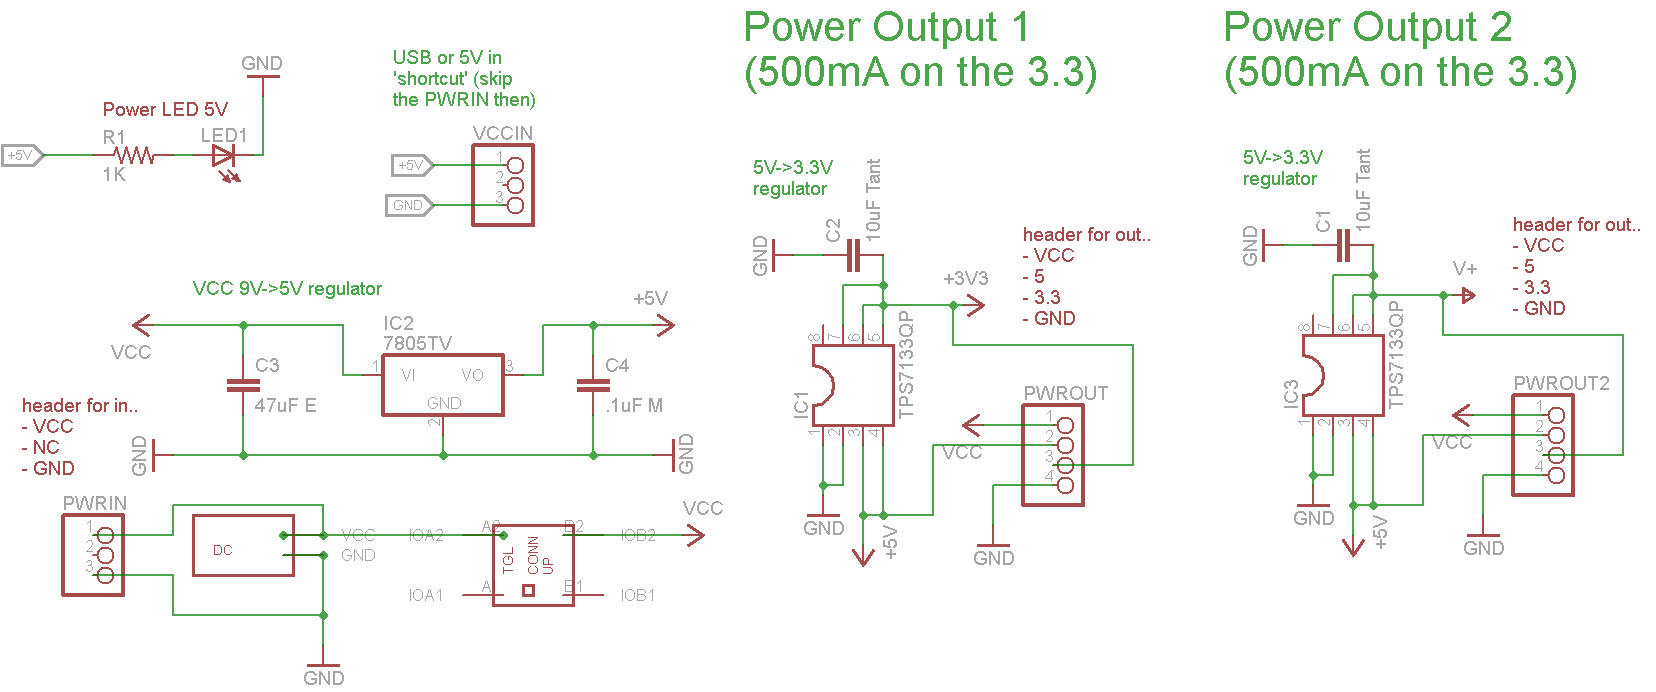 Power Output 1
(500mA on the 3.3)
Power Output 2
(500mA on the 3.3)
GND
Power LED 5V
R1
LED1
+5V
1K
USB or 5V in
'shortcut' (skip
the PWRIN then)
VCCIN
+5V
GND
1
2
3
VCC 9V->5V regulator
VCC
+5V
IC2
7805TV
1
VI
VO
3
GND
2
C3
47uF E
C4
.1uF M
GND
GND
header for in..
- VCC
- NC
- GND
PWRIN
1
2
3
DC
VCC
GND
GND
IOA2
A2
B2
IOB2
VCC
TGL
CONN
UP
IOA1
A1
B1
IOB1
5V->3.3V
regulator
C2
10uF Tant
GND
+3V3
header for out..
- VCC
- 5
- 3.3
- GND
8
7
6
5
IC1
TPS7133QP
1
2
3
4
GND
+5V
VCC
PWROUT
1
2
3
4
GND
5V->3.3V
regulator
C1
10uF Tant
GND
V+
header for out..
- VCC
- 5
- 3.3
- GND
8
7
6
5
IC3
TPS7133QP
1
2
3
4
GND
+5V
VCC
PWROUT2
1
2
3
4
GND